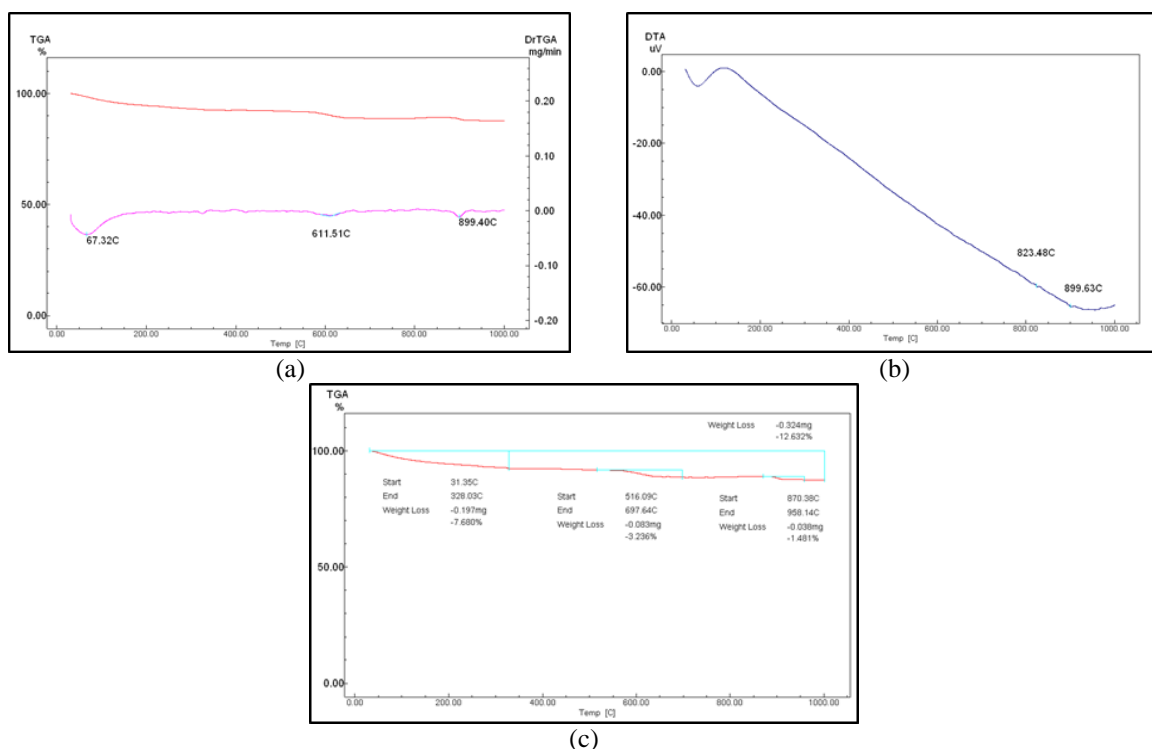 TGA
%
DrTGA
mg/min
100.00
50.00
0.00
0.20
0.10
0.00
-0.10
-0.20
67.32C
611.51C
899.40C
0.00
200.00
400.00
600.00
800.00
1000.00
Temp [C]
(a)
DTA
uV
0.00
-20.00
-40.00
-60.00
823.48C
899.63C
0.00
200.00
400.00
600.00
800.00
1000.00
Temp [C]
(b)
TGA
%
100.00
50.00
0.00
Weight Loss -0.324mg
-12.632%
Start 31.35C
End 328.03C
Weight Loss -0.197mg
-7.680%
Start 516.09C
End 697.64C
Weight Loss -0.083mg
-3.236%
Start 870.38C
End 958.14C
Weight Loss -0.038mg
-1.481%
0.00
200.00
400.00
600.00
800.00
1000.00
Temp [C]
(c)